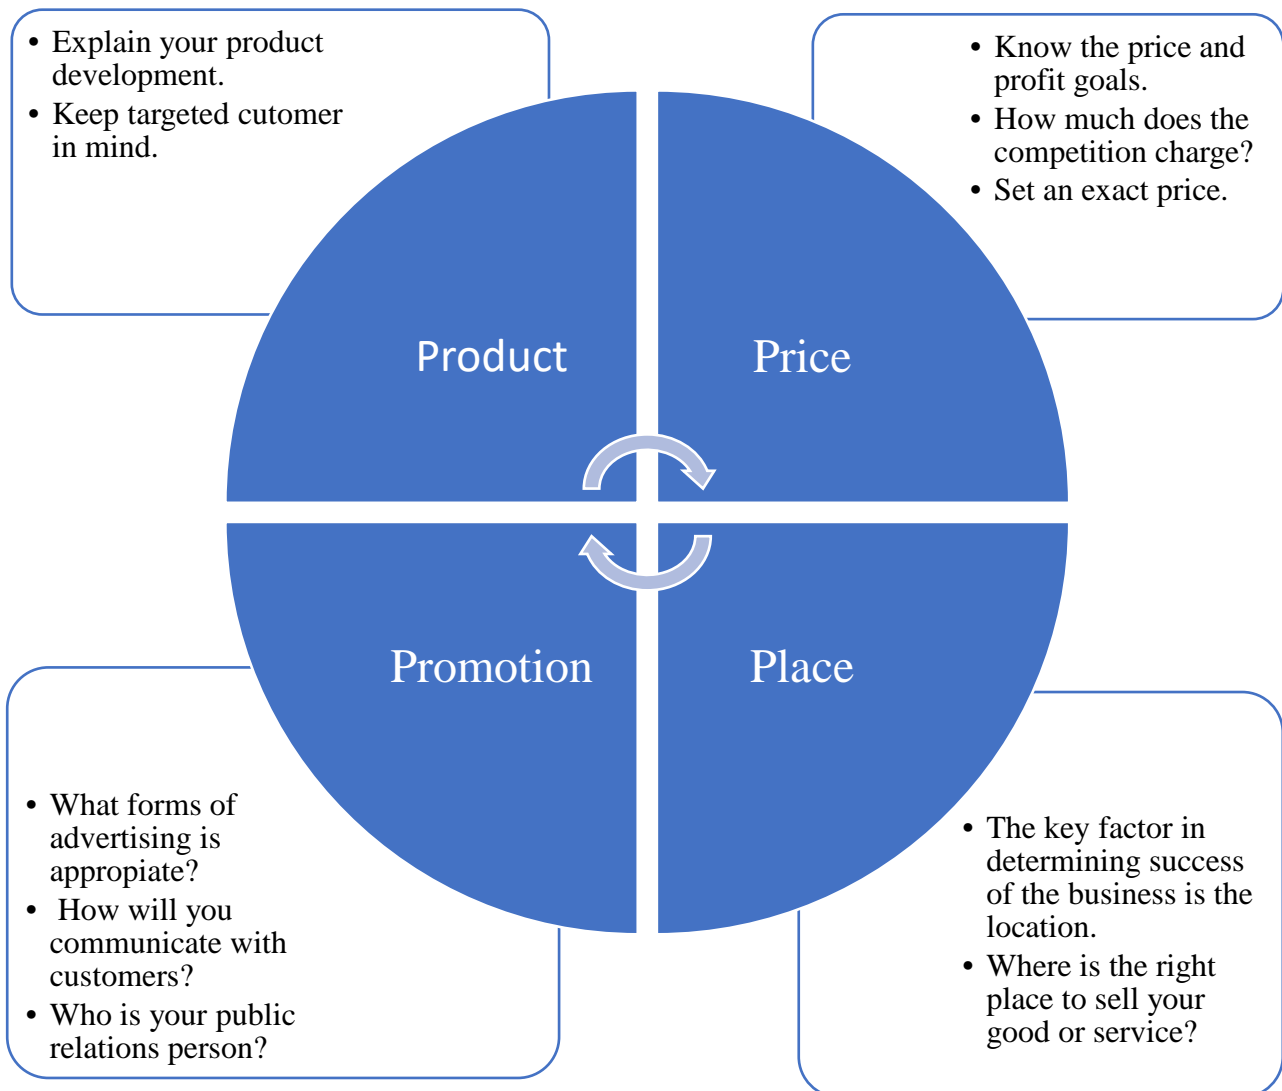 • Explain your product
development.
• Keep targeted cutomer
in mind.
• Know the price and
profit goals.
• How much does the
competition charge?
• Set an exact price.
Product
Price
Promotion
Place
• What forms of
advertising is
appropiate?
• How will you
communicate with
customers?
• Who is your public
relations person?
• The key factor in
determining success
of the business is the
location.
• Where is the right
place to sell your
good or service?